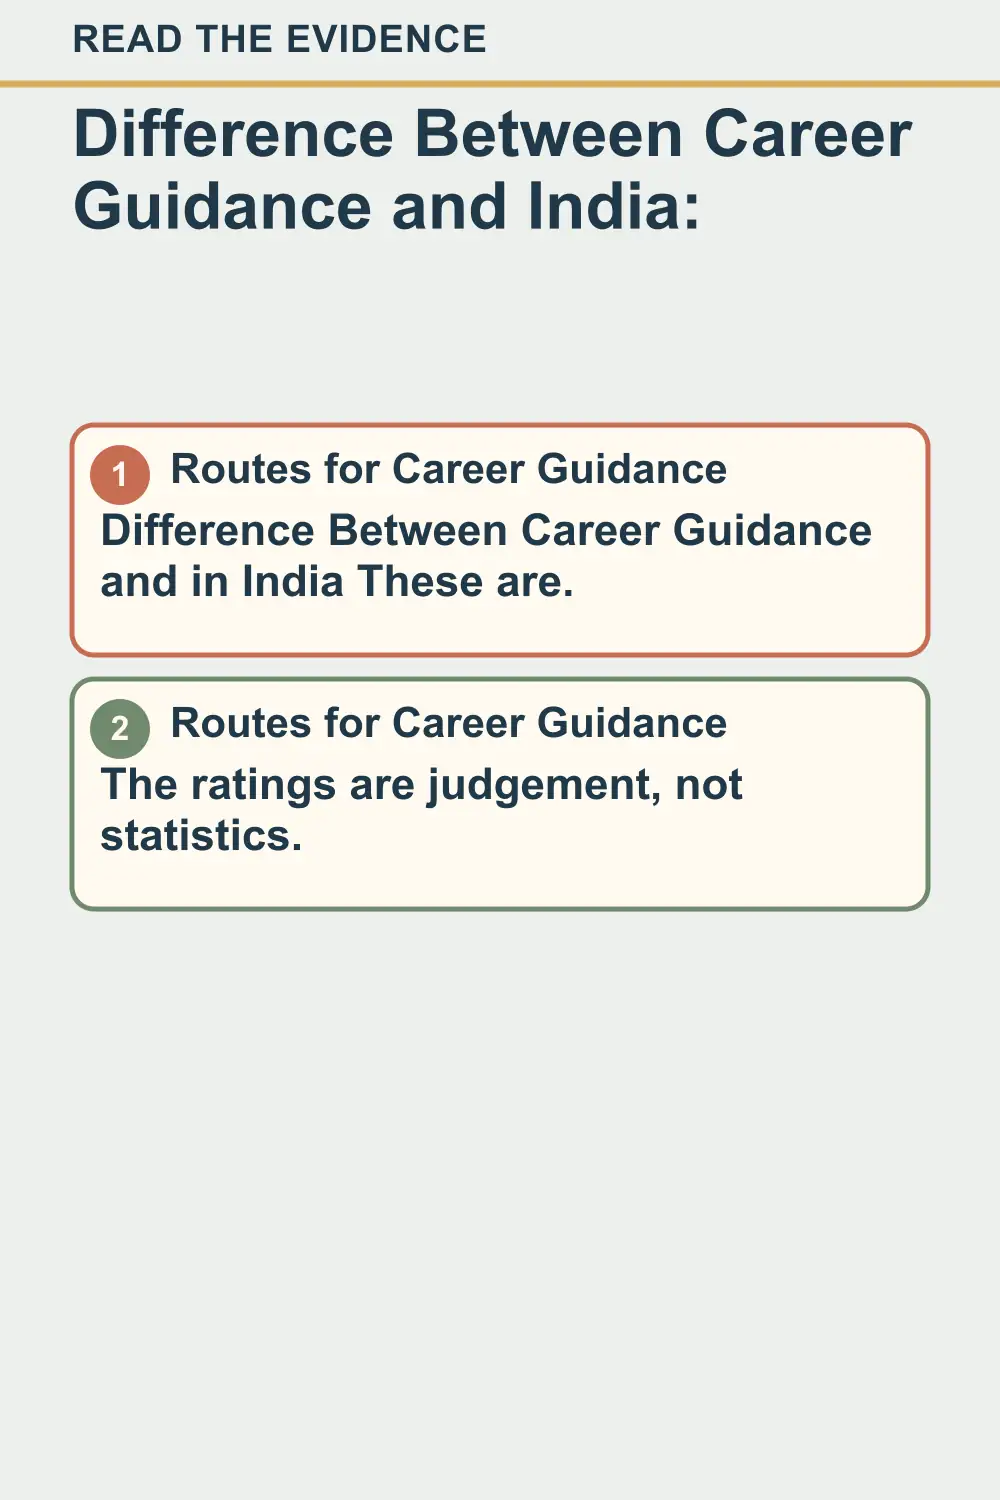 READ THE EVIDENCE
Difference Between Career
Guidance and India:
1 Routes for Career Guidance
Difference Between Career Guidance
and in India These are.
2 Routes for Career Guidance
The ratings are judgement, not
statistics.